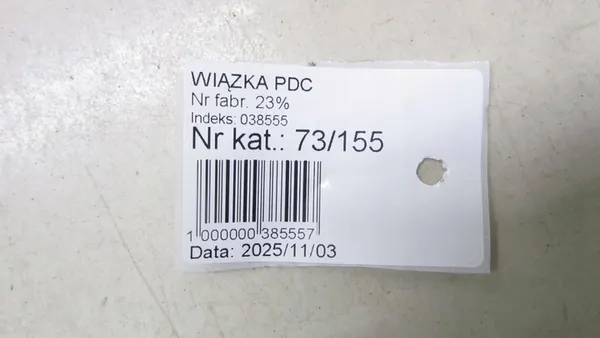 WIĄZKA PDC
Nr fabr. 23%
Indeks: 038555
Nr kat.: 73/155
1 000000 385557
Data: 2025/11/03